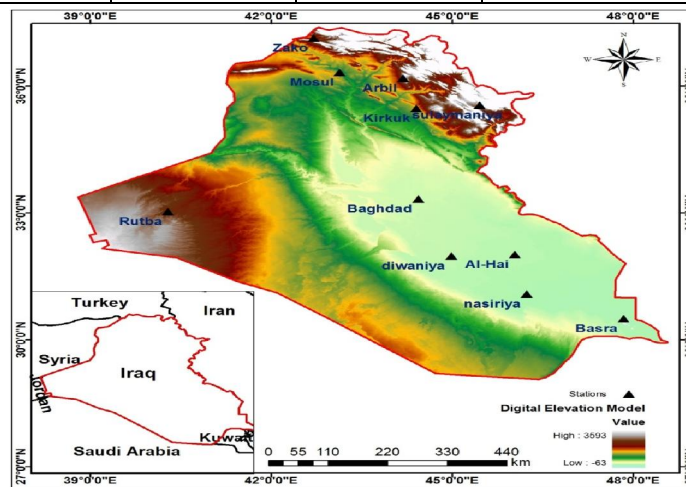 39°0'0"E 42°0'0"E 45°0'0"E 48°0'0"E
N
W E
S
Zako
Mosul
Arbil
Kirkuk
sulaymaniya
36°0'0"N
33°0'0"N
Rutba
Baghdad
diwaniya
Al-Hai
nasiriya
Basra
30°0'0"N
27°0'0"N
Turkey
Iran
Syria
Iraq
Jordan
Kuwait
Saudi Arabia
Stations
Digital Elevation Model
Value
High : 3593
Low : -63
0 55 110 220 330 440
km
39°0'0"E 42°0'0"E 45°0'0"E 48°0'0"E